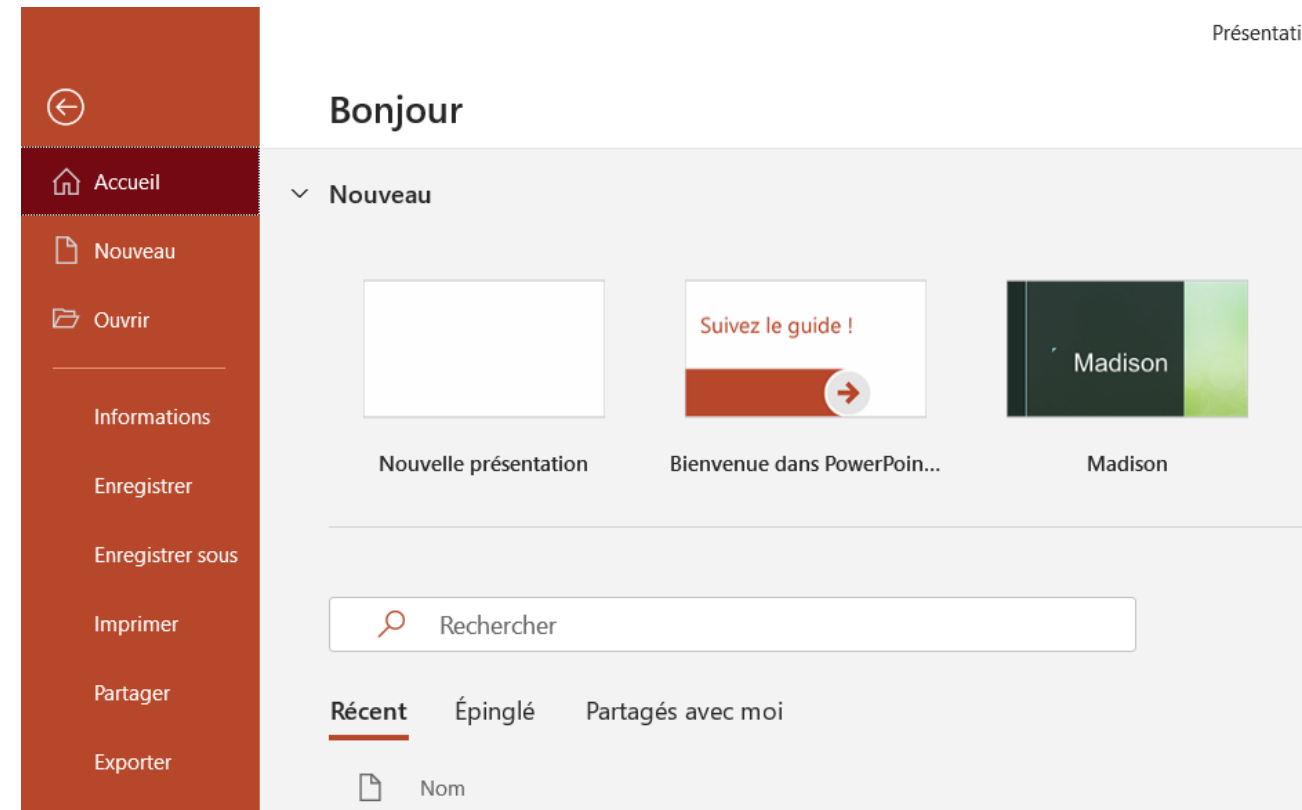 Présentati
Bonjour
Accueil
Nouveau
Ouvrir
Informations
Enregistrer
Enregistrer sous
Imprimer
Partager
Exporter
Nouveau
Suivez le guide !
Madison
Nouvelle présentation
Bienvenue dans PowerPoin...
Madison
Rechercher
Récent Épinglé Partagés avec moi
Nom